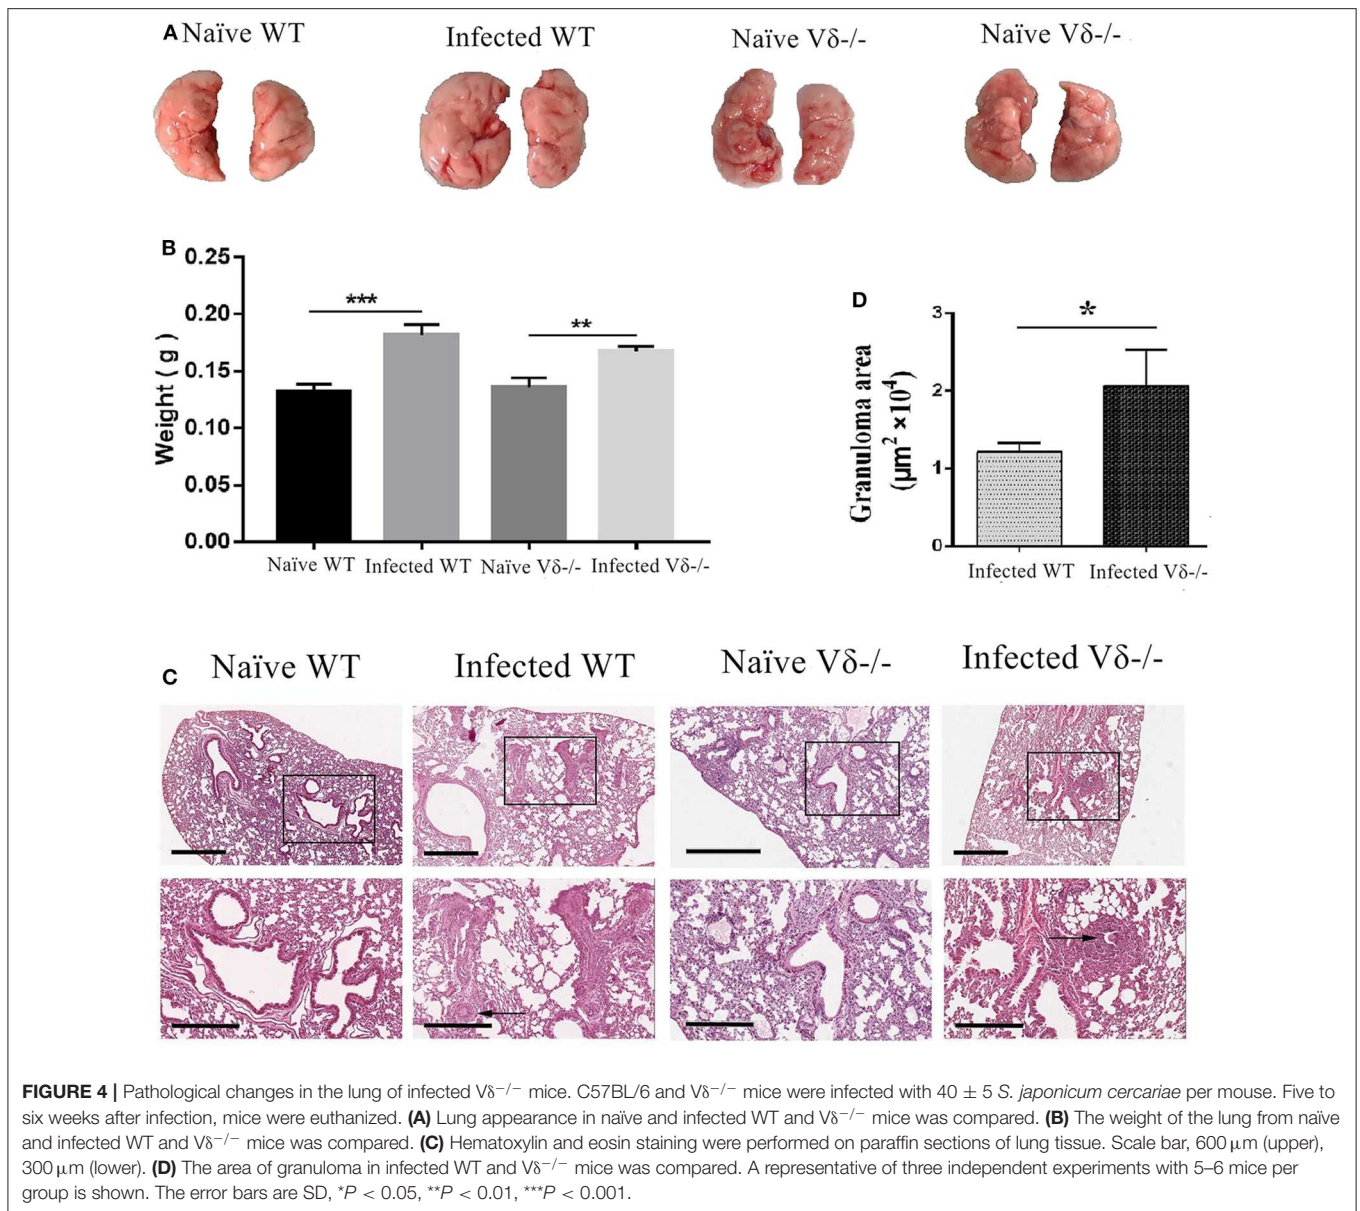 A Naïve WT
Infected WT
Naïve Vδ-/-
Naïve Vδ-/-
B
0.25
0.20
0.15
0.10
0.05
0.00
Weight ( g )
***
**
Naïve WT
Infected WT
Naïve Vδ-/-
Infected Vδ-/-
D
3
2
1
0
Granuloma area
(µm² ×10⁴)
*
Infected WT
Infected Vδ-/-
C
Naïve WT
Infected WT
Naïve Vδ-/-
Infected Vδ-/-
FIGURE 4 | Pathological changes in the lung of infected Vδ⁻/⁻ mice. C57BL/6 and Vδ⁻/⁻ mice were infected with 40 ± 5 S. japonicum cercariae per mouse. Five to
six weeks after infection, mice were euthanized. (A) Lung appearance in naïve and infected WT and Vδ⁻/⁻ mice was compared. (B) The weight of the lung from naïve
and infected WT and Vδ⁻/⁻ mice was compared. (C) Hematoxylin and eosin staining were performed on paraffin sections of lung tissue. Scale bar, 600 µm (upper),
300 µm (lower). (D) The area of granuloma in infected WT and Vδ⁻/⁻ mice was compared. A representative of three independent experiments with 5–6 mice per
group is shown. The error bars are SD, *P < 0.05, **P < 0.01, ***P < 0.001.